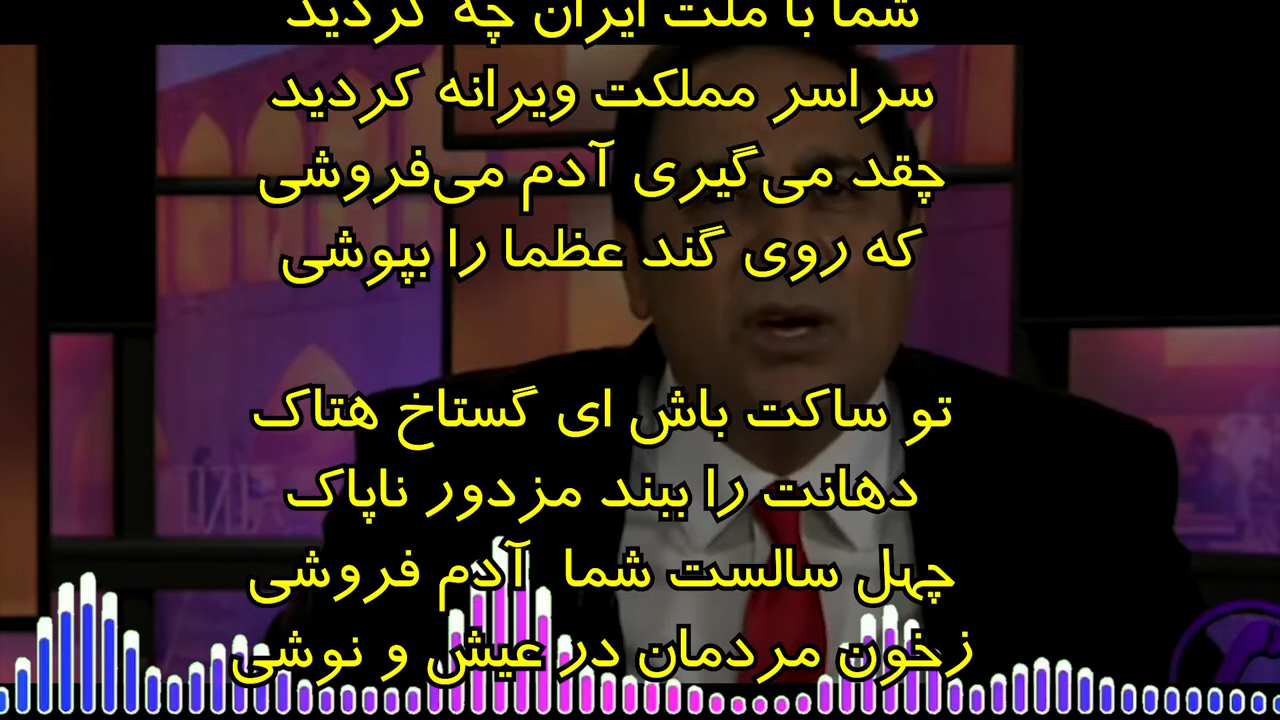 شما با ملت ایران چه کردید
سراسر مملکت ویرانه کردید
چقد می‌گیری آدم می‌فروشی
که روی گند عظما را بپوشی
تو ساکت باش ای گستاخ هتاک
دهانت را ببند مزدور ناپاک
چهل سالست شما آدم فروشی
زخون مردمان در عیش و نوشی